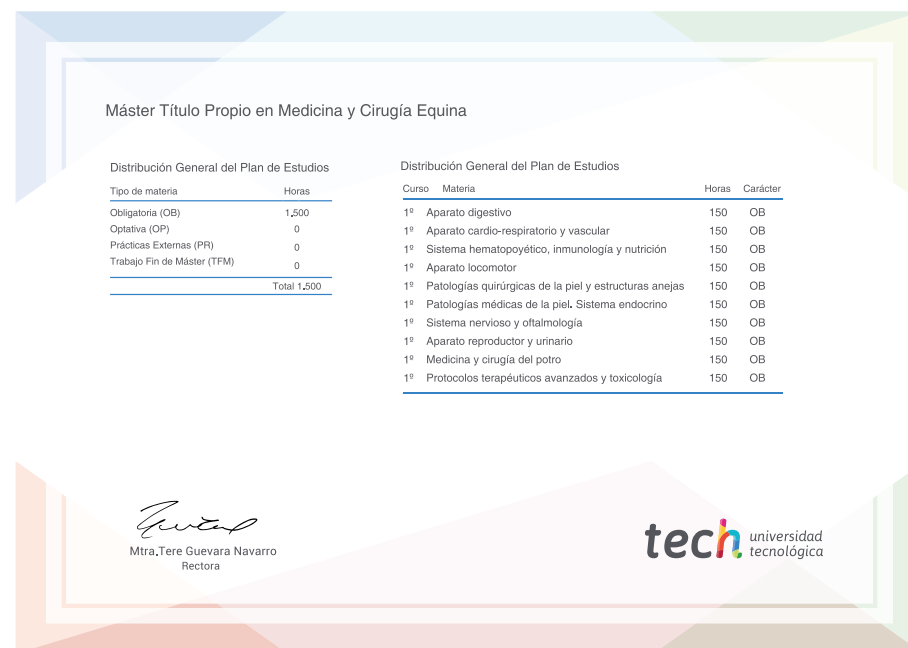 Máster Título Propio en Medicina y Cirugía Equina
Distribución General del Plan de Estudios
Tipo de materia Horas
Obligatoria (OB) 1.500
Optativa (OP) 0
Prácticas Externas (PR) 0
Trabajo Fin de Máster (TFM) 0
Total 1.500
Distribución General del Plan de Estudios
Curso Materia Horas Carácter
1º Aparato digestivo 150 OB
1º Aparato cardio-respiratorio y vascular 150 OB
1º Sistema hematopoyético, inmunología y nutrición 150 OB
1º Aparato locomotor 150 OB
1º Patologías quirúrgicas de la piel y estructuras anejas 150 OB
1º Patologías médicas de la piel. Sistema endocrino 150 OB
1º Sistema nervioso y oftalmología 150 OB
1º Aparato reproductor y urinario 150 OB
1º Medicina y cirugía del potro 150 OB
1º Protocolos terapéuticos avanzados y toxicología 150 OB
Mtra.Tere Guevara Navarro
Rectora
tech universidad
tecnológica